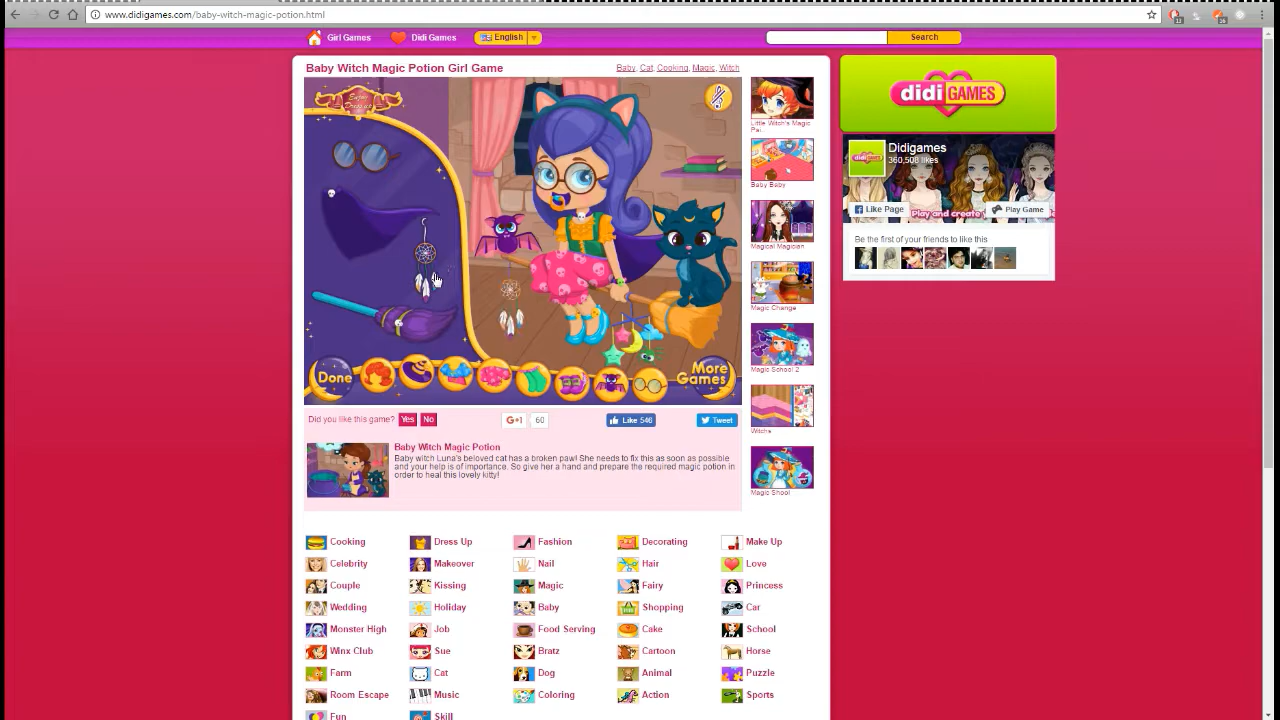 www.didigames.com/baby-witch-magic-potion.html
11
16
Girl Games
Didi Games
English
Search
Baby Witch Magic Potion Girl Game
Baby, Cat, Cooking, Magic, Witch
Enjoy
Dress up
Done
More
Games
Little Witch's Magic
Pai..
Baby Baby
Magical Magician
Magic Change
Magic School 2
Witchs
Magic Shool
didi GAMES
Didigames
360,508 likes
Like Page
Play and create
Play Game
Be the first of your friends to like this
Did you like this game? Yes No
G+1 60
Like 546
Tweet
Baby Witch Magic Potion
Baby witch Luna's beloved cat has a broken paw! She needs to fix this as soon as possible
and your help is of importance. So give her a hand and prepare the required magic potion in
order to heal this lovely kitty!
Cooking Dress Up Fashion Decorating Make Up
Celebrity Makeover Nail Hair Love
Couple Kissing Magic Fairy Princess
Wedding Holiday Baby Shopping Car
Monster High Job Food Serving Cake School
Winx Club Sue Bratz Cartoon Horse
Farm Cat Dog Animal Puzzle
Room Escape Music Coloring Action Sports
Fun Skill